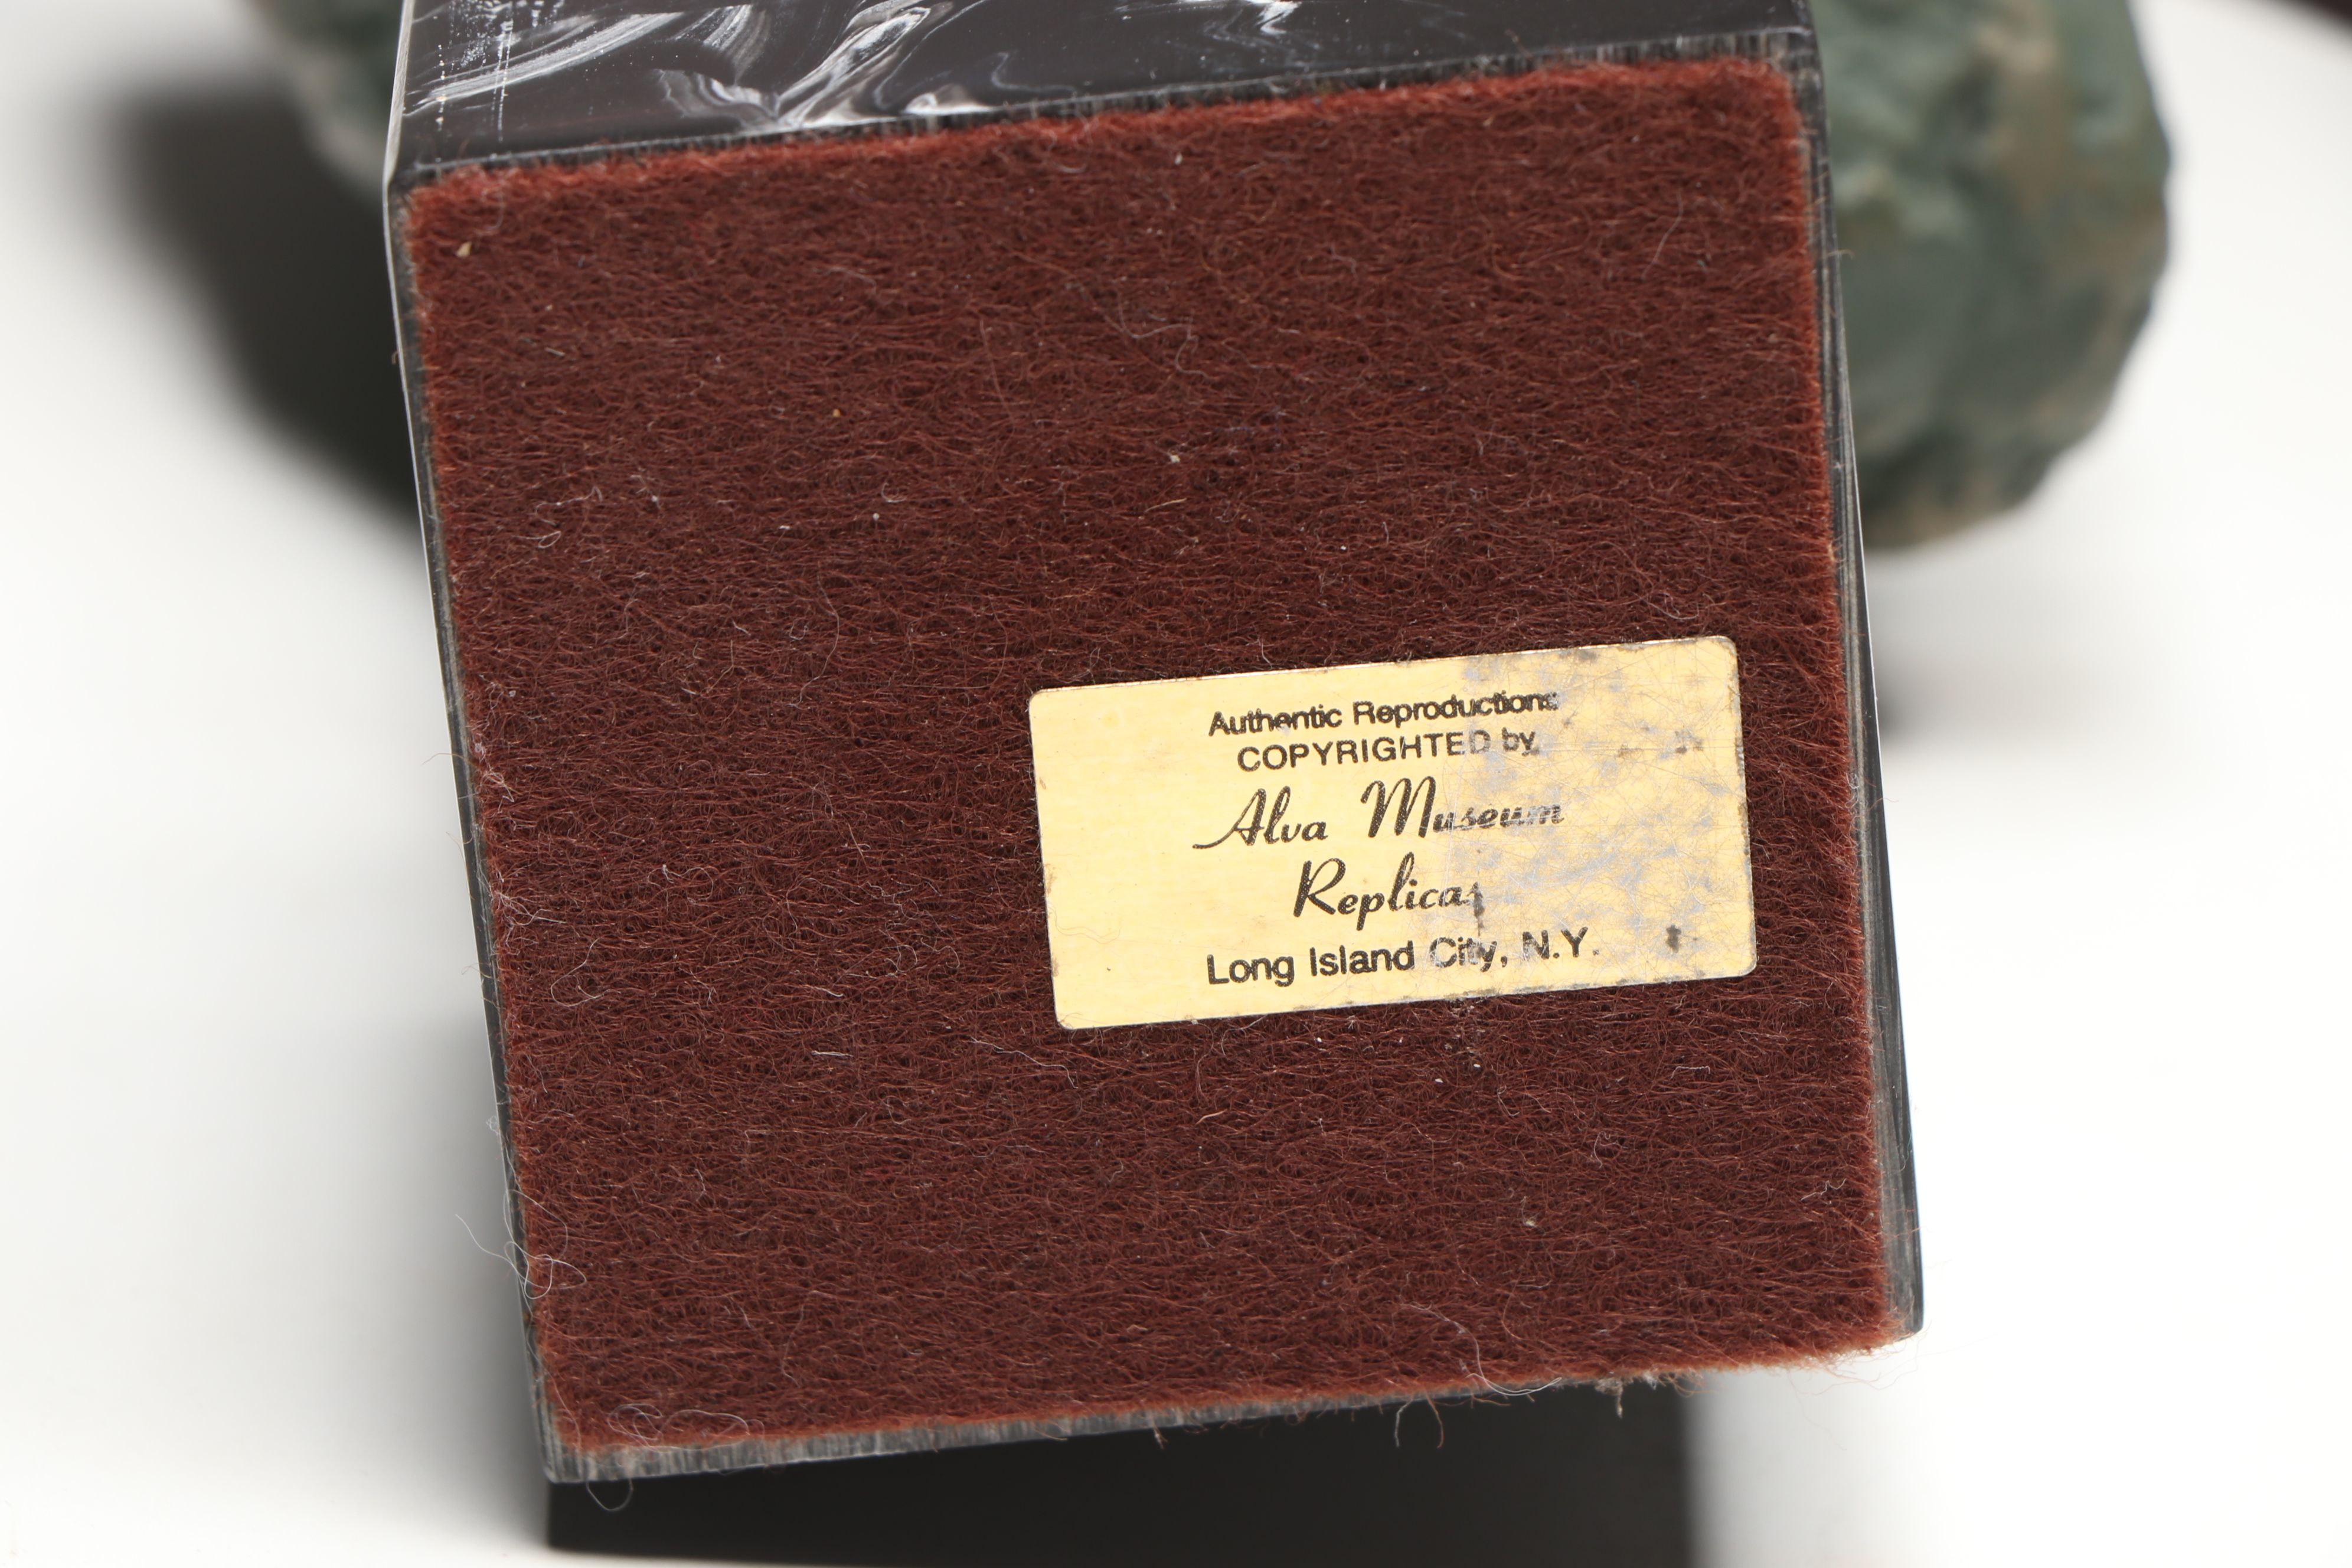 Authentic Reproductions
COPYRIGHTED by
Alva Museum
Replicas
Long Island City, N.Y.